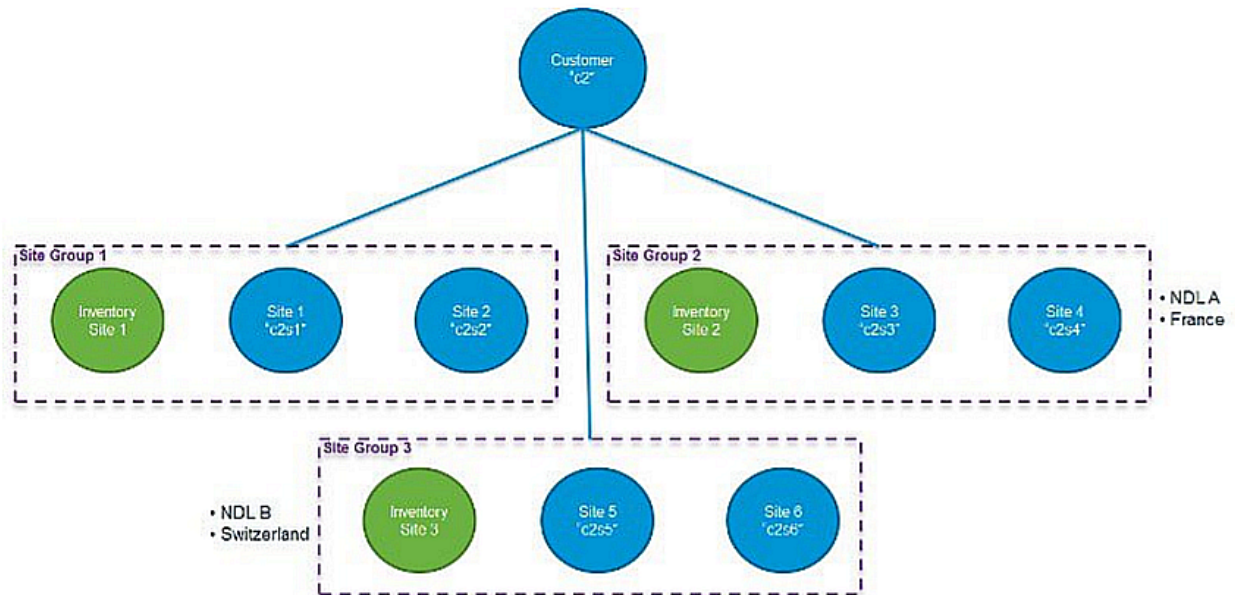 Customer
"c2"
Site Group 1
Inventory
Site 1
Site 1
"c2s1"
Site 2
"c2s2"
Site Group 2
Inventory
Site 2
Site 3
"c2s3"
Site 4
"c2s4"
• NDL A
• France
Site Group 3
Inventory
Site 3
Site 5
"c2s5"
Site 6
"c2s6"
• NDL B
• Switzerland